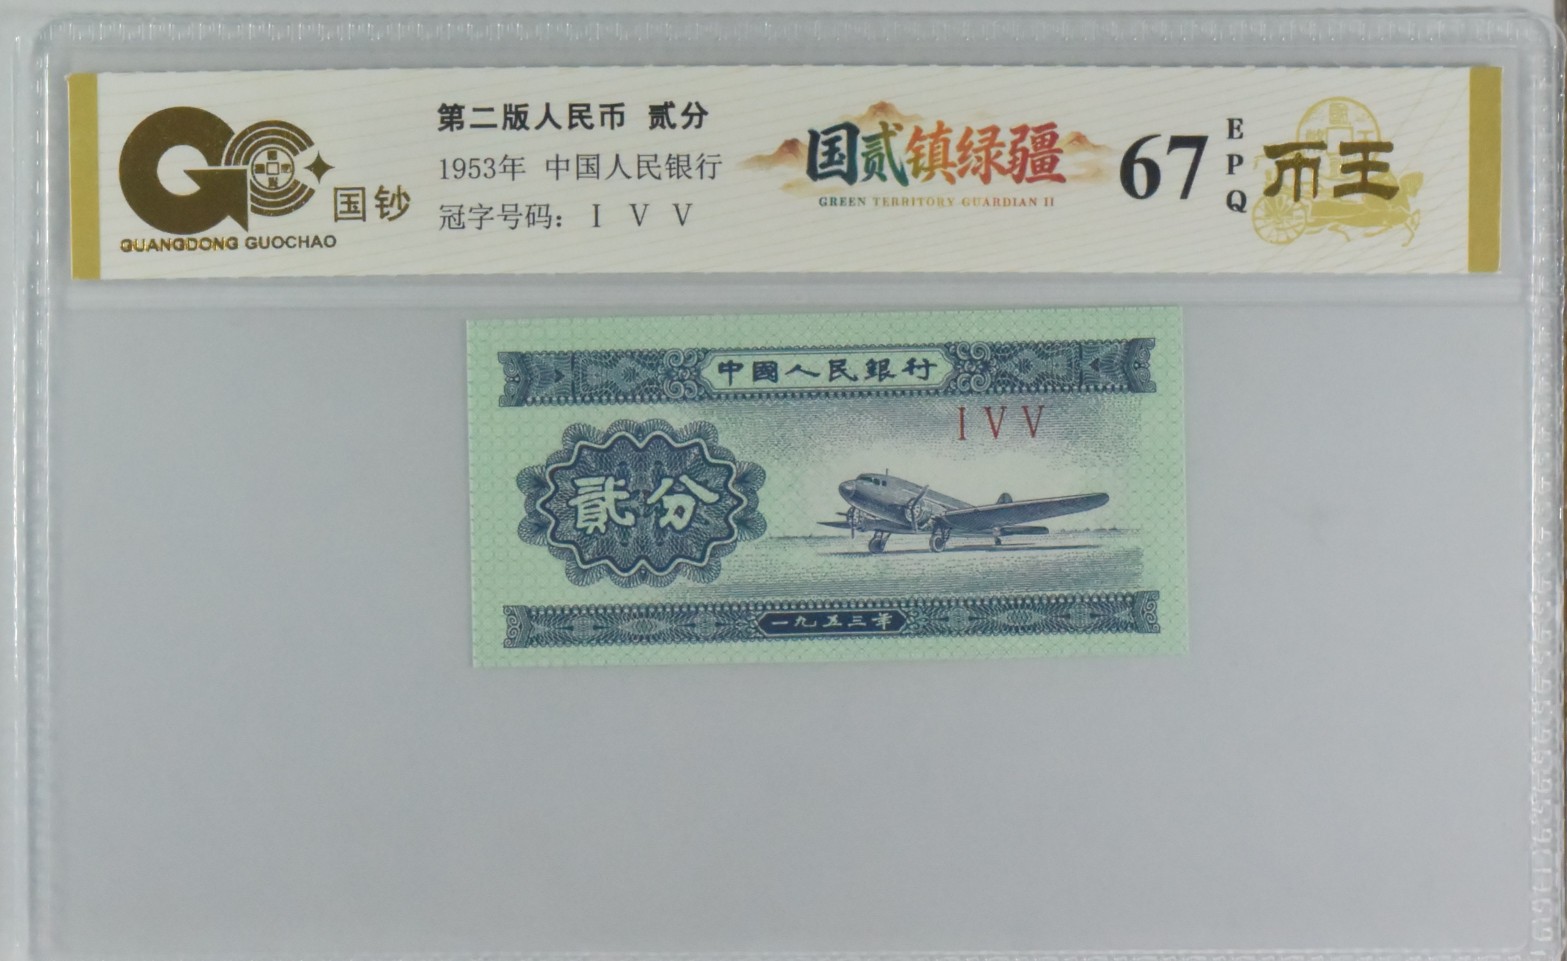 第二版人民币 贰分
1953年 中国人民银行
冠字号码: I V V
国钞
GUANGDONG GUOCHAO
国贰镇绿疆
GREEN TERRITORY GUARDIAN II
67
EPQ
币王
中國人民銀行
I V V
貳分
一九五三年